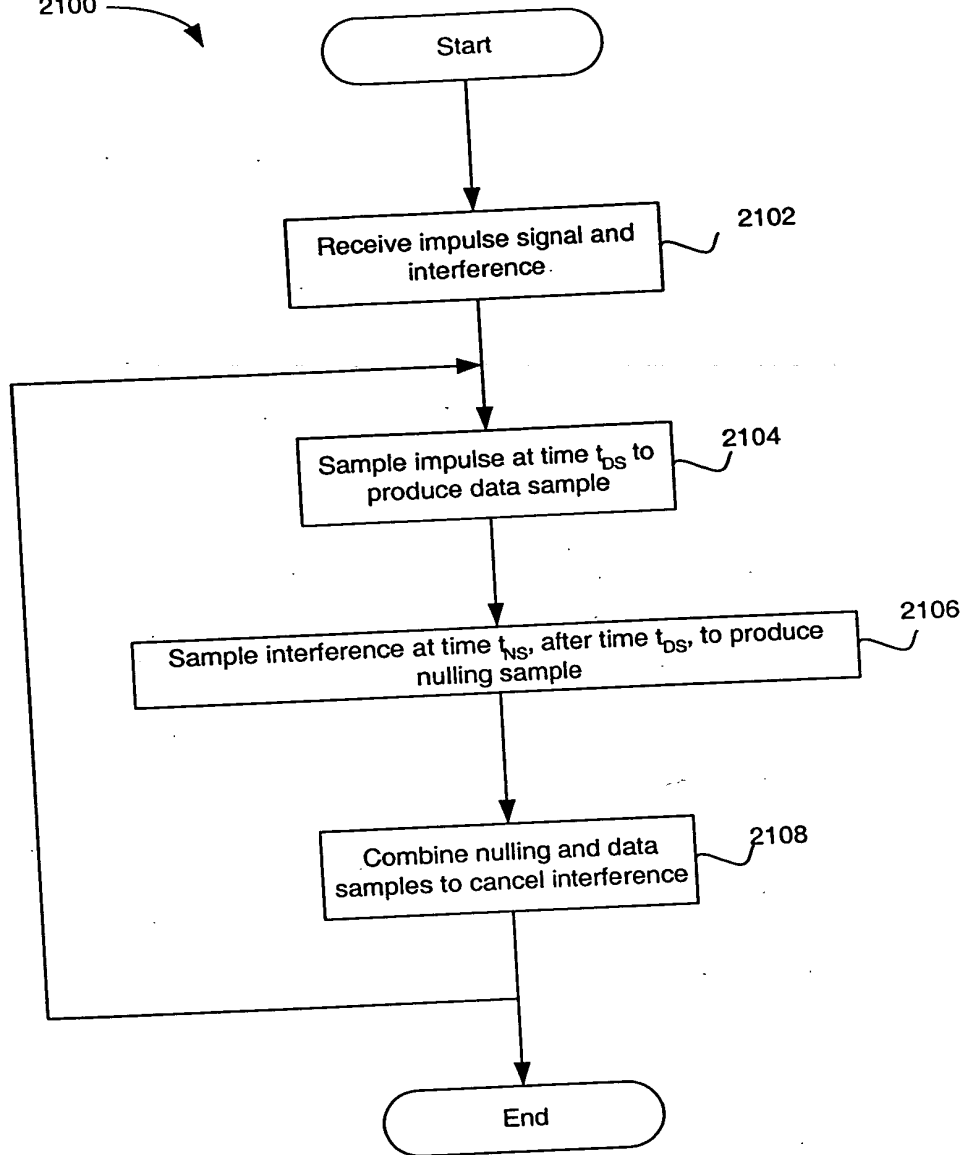 2100
Start
Receive impulse signal and
interference
2102
Sample impulse at time t_DS to
produce data sample
2104
Sample interference at time t_NS, after time t_DS, to produce
nulling sample
2106
Combine nulling and data
samples to cancel interference
2108
End